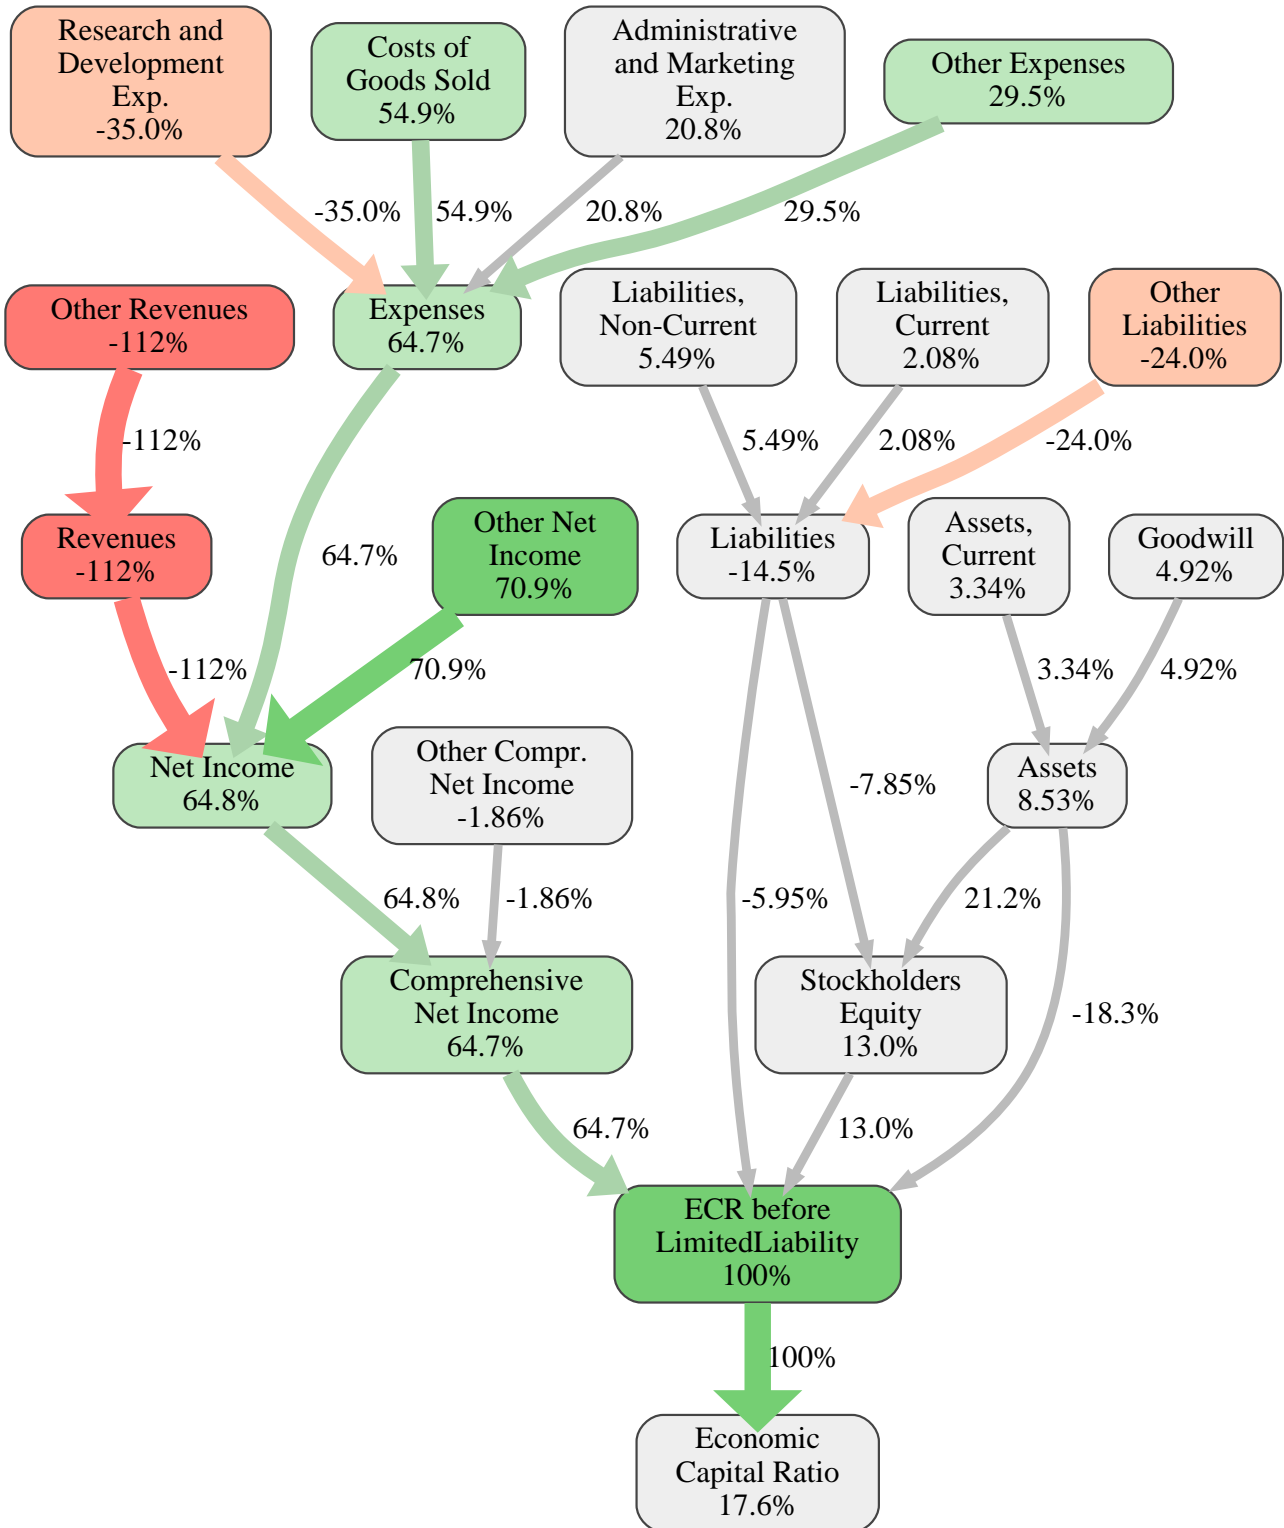 Research and
Development
Exp.
-35.0%
Costs of
Goods Sold
54.9%
Administrative
and Marketing
Exp.
20.8%
Other Expenses
29.5%
-35.0%
54.9%
20.8%
29.5%
Other Revenues
-112%
Expenses
64.7%
Liabilities,
Non-Current
5.49%
Liabilities,
Current
2.08%
Other
Liabilities
-24.0%
-112%
5.49%
2.08%
-24.0%
Revenues
-112%
64.7%
Other Net
Income
70.9%
Liabilities
-14.5%
Assets,
Current
3.34%
Goodwill
4.92%
-112%
70.9%
3.34%
4.92%
Net Income
64.8%
Other Compr.
Net Income
-1.86%
-7.85%
Assets
8.53%
64.8%
-1.86%
-5.95%
21.2%
Comprehensive
Net Income
64.7%
Stockholders
Equity
13.0%
-18.3%
64.7%
13.0%
ECR before
LimitedLiability
100%
100%
Economic
Capital Ratio
17.6%